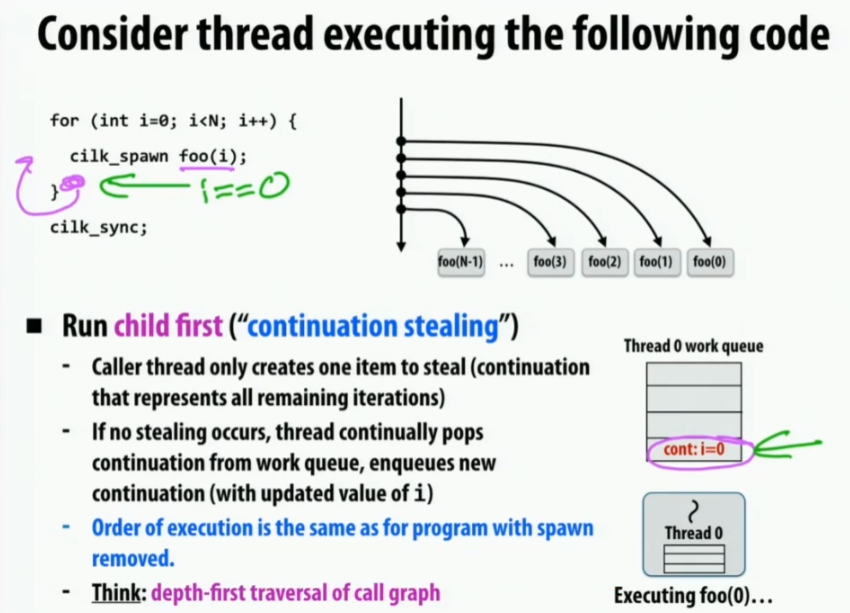 Consider thread executing the following code
for (int i=0; i<N; i++) {
cilk_spawn foo(i);
}
i==0
cilk_sync;
foo(N-1) ... foo(3) foo(2) foo(1) foo(0)
Run child first (“continuation stealing”)
- Caller thread only creates one item to steal (continuation
that represents all remaining iterations)
- If no stealing occurs, thread continually pops
continuation from work queue, enqueues new
continuation (with updated value of i)
- Order of execution is the same as for program with spawn
removed.
- Think: depth-first traversal of call graph
Thread 0 work queue
cont: i=0
Thread 0
Executing foo(0)...